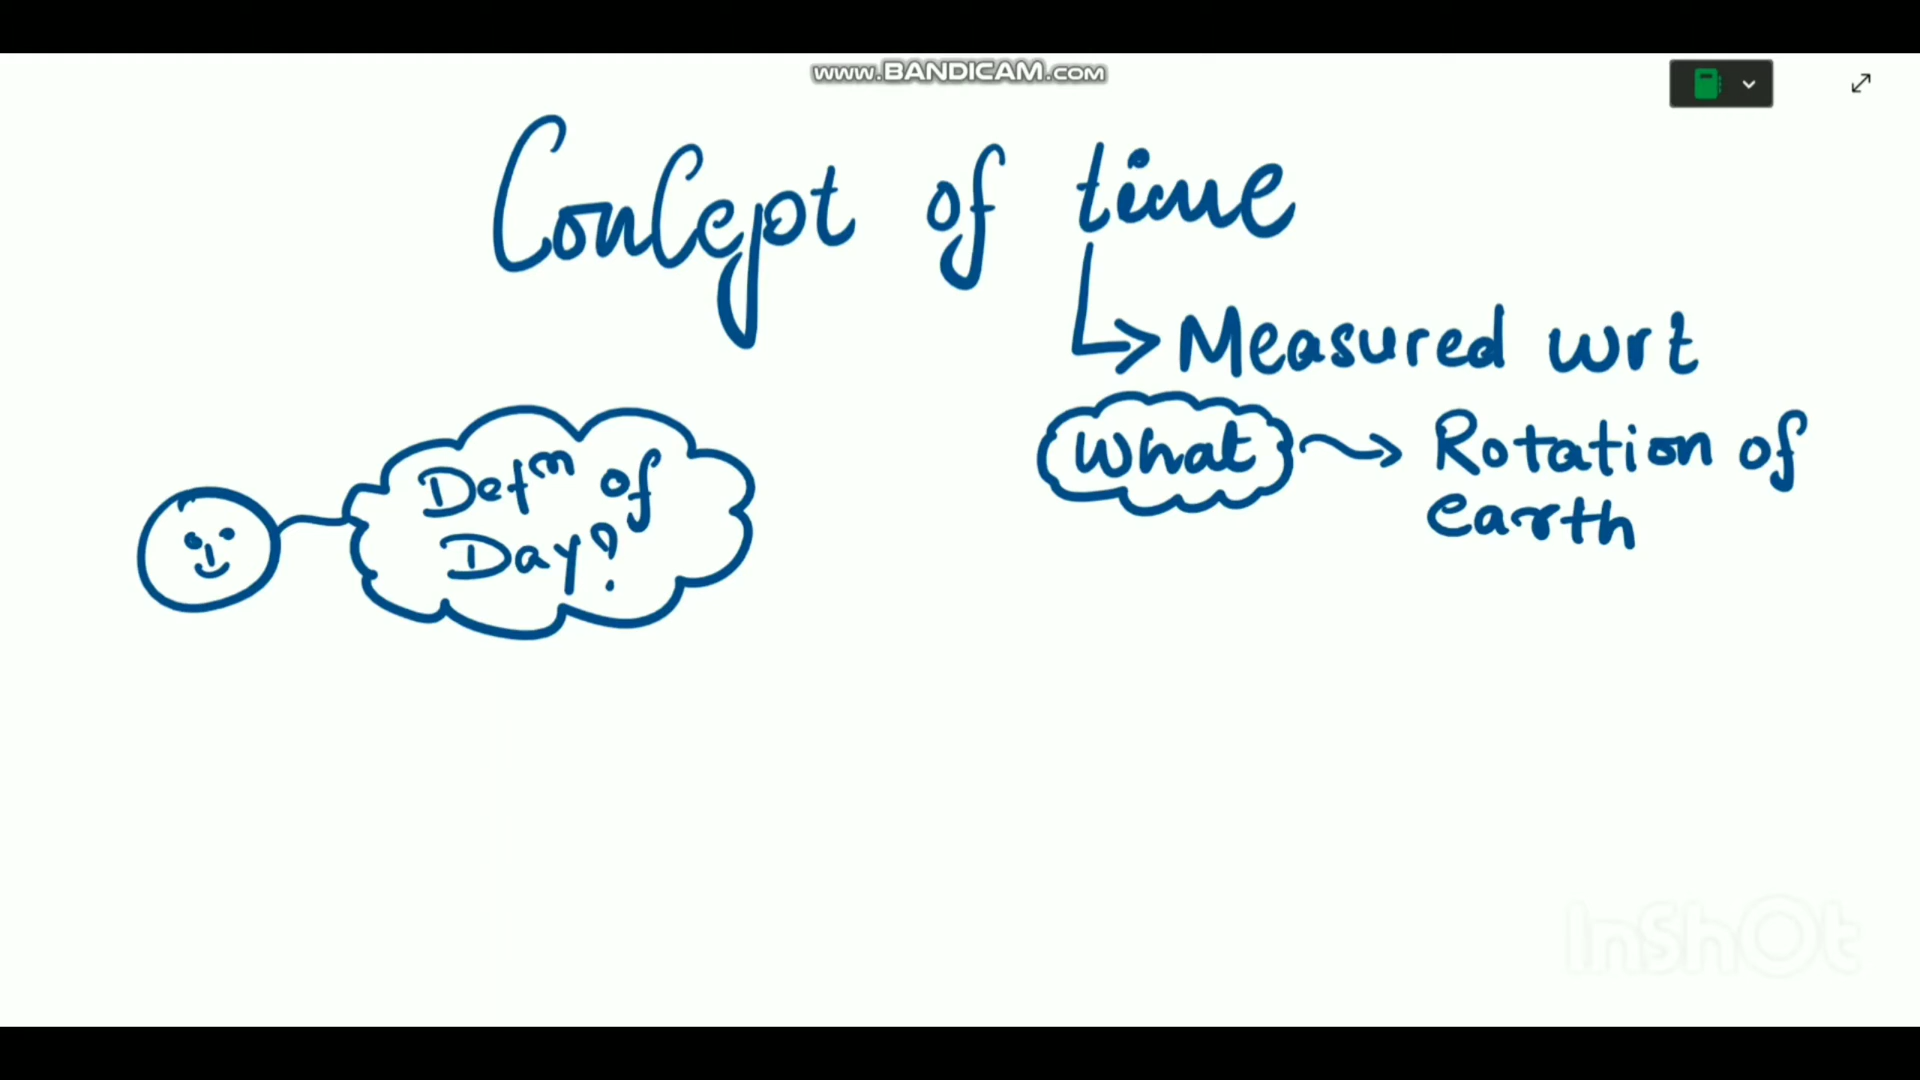 www.BANDICAM.com
Concept of time
Measured wrt
What
Rotation of
earth
Defn of
Day?
InShOt